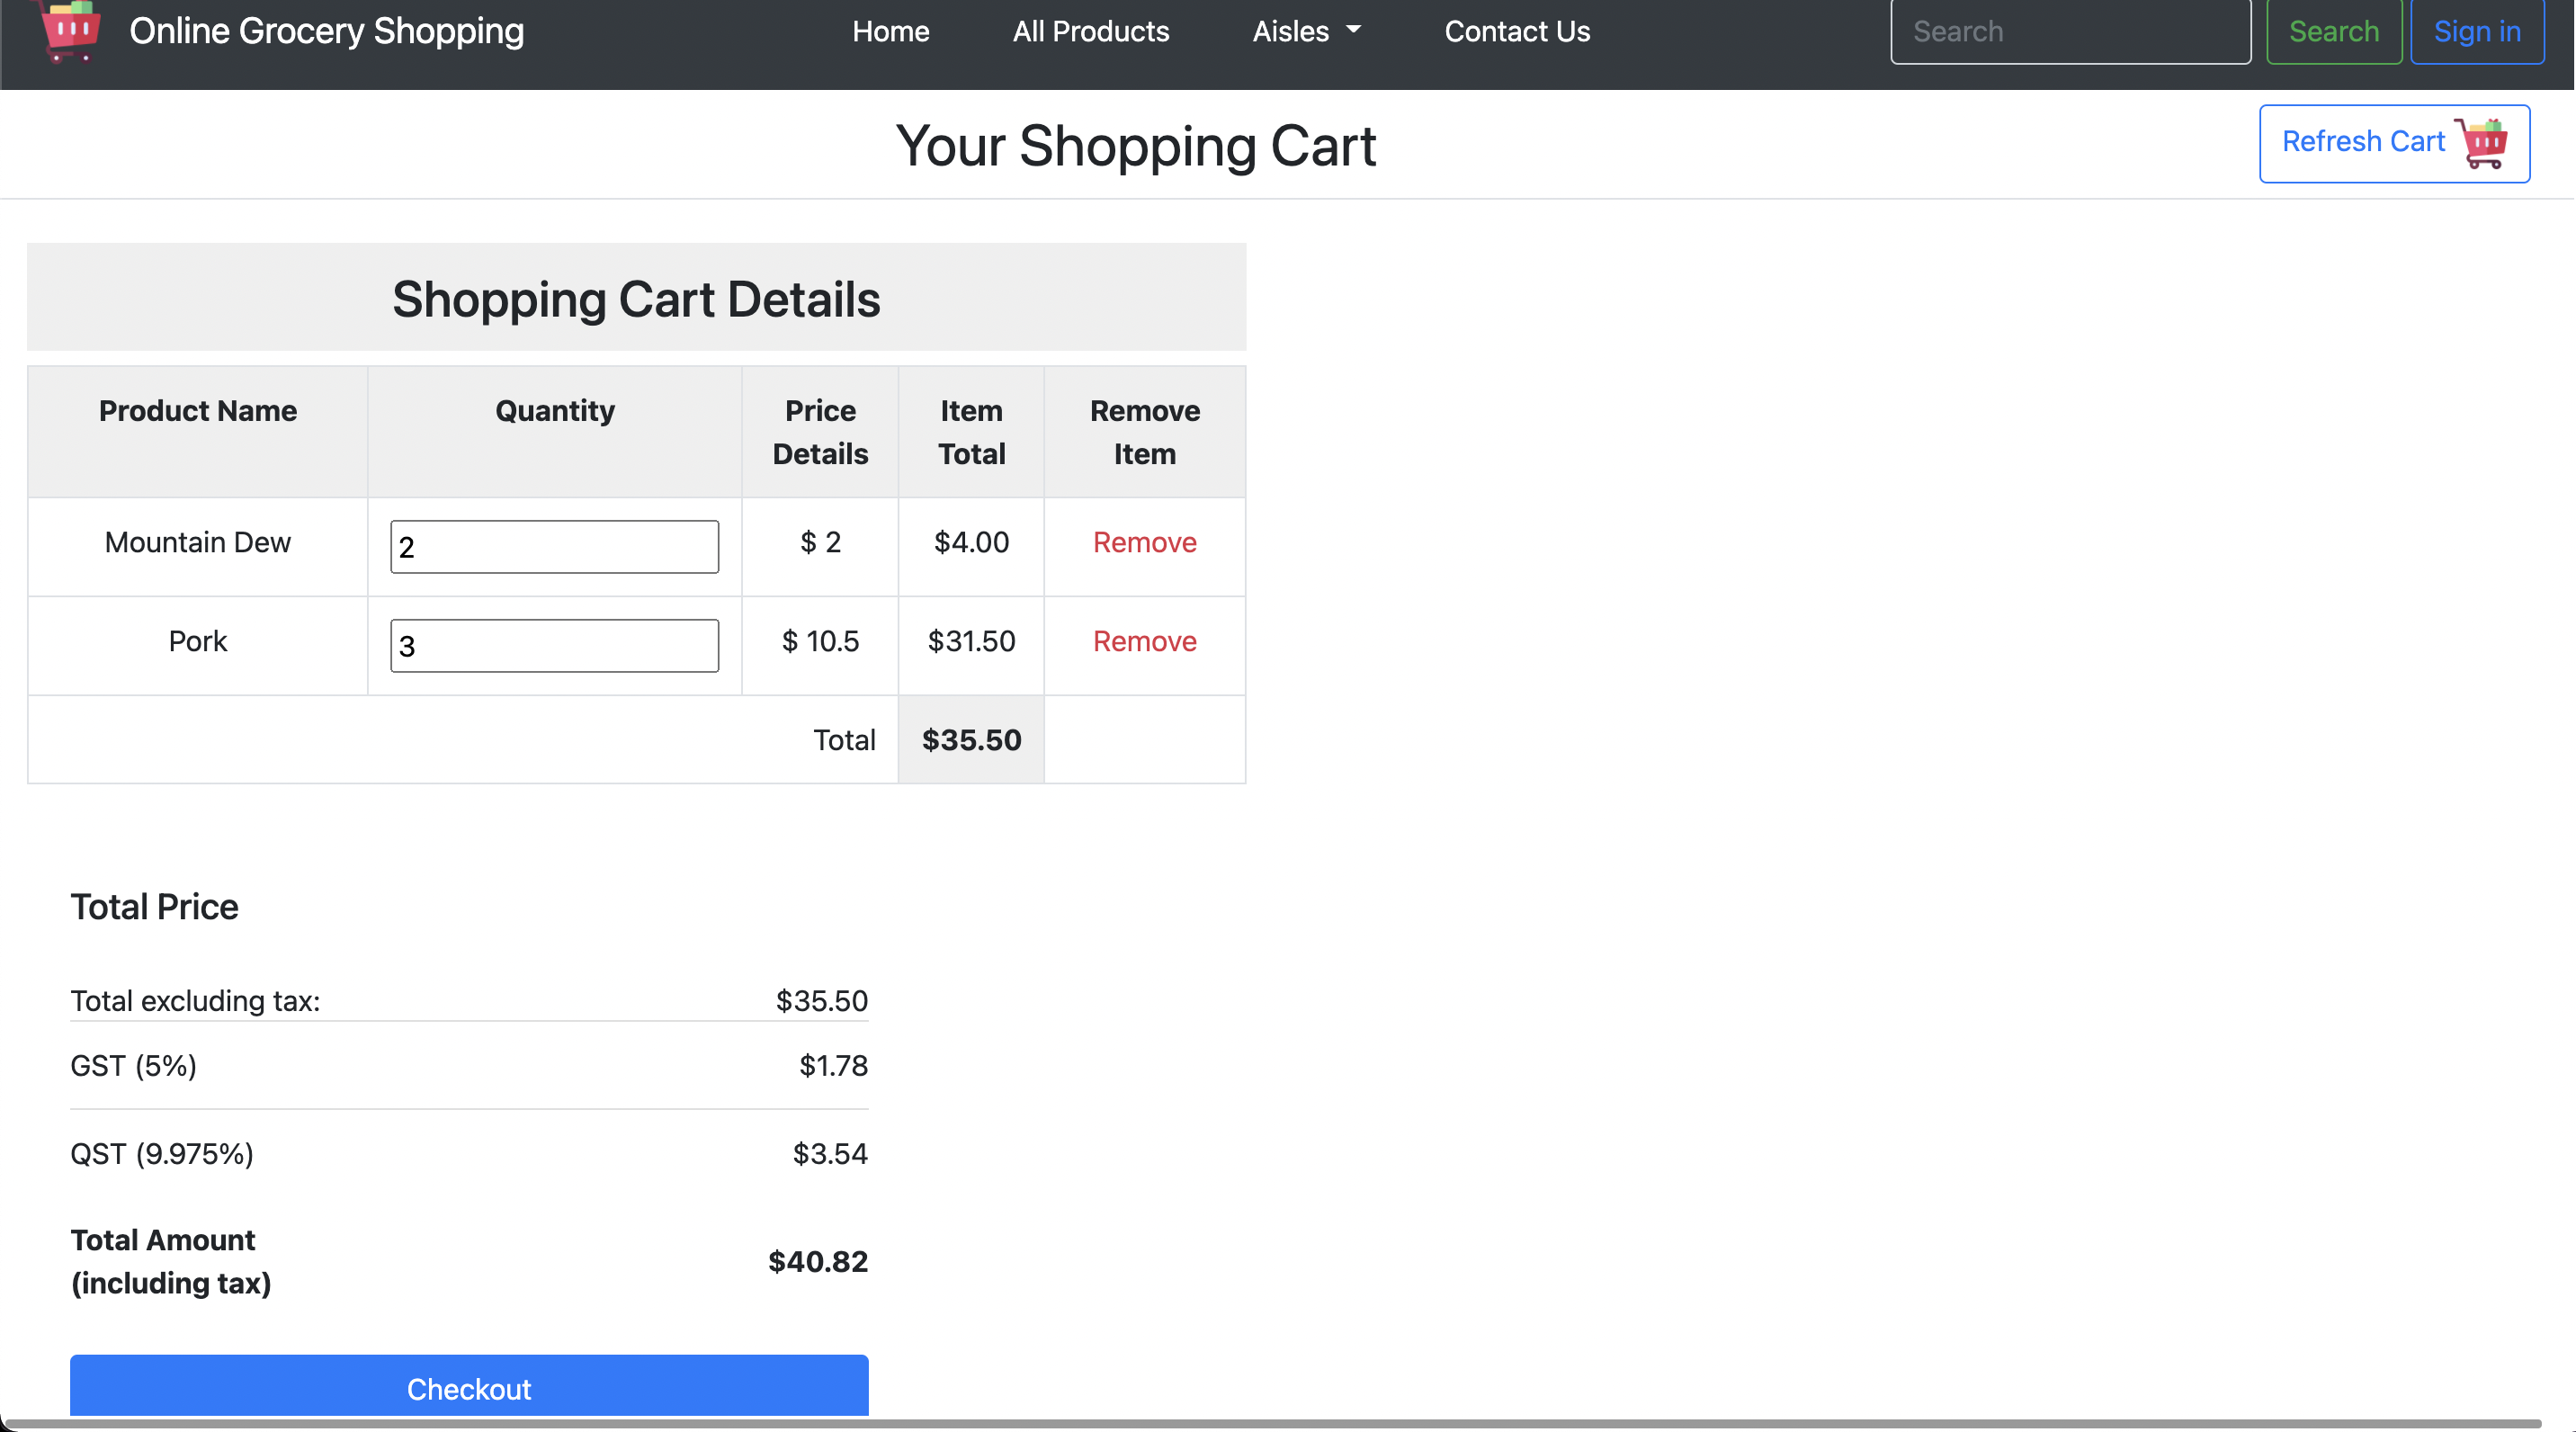 Online Grocery Shopping Home All Products Aisles Contact Us Search Search Sign in
Your Shopping Cart Refresh Cart
Shopping Cart Details
Product Name Quantity Price Details Item Total Remove Item
Mountain Dew 2 $ 2 $4.00 Remove
Pork 3 $ 10.5 $31.50 Remove
Total $35.50
Total Price
Total excluding tax: $35.50
GST (5%) $1.78
QST (9.975%) $3.54
Total Amount
(including tax) $40.82
Checkout